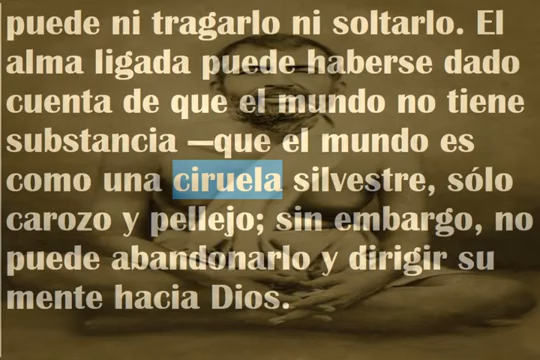 puede ni tragarlo ni soltarlo. El
alma ligada puede haberse dado
cuenta de que el mundo no tiene
substancia —que el mundo es
como una ciruela silvestre, sólo
carozo y pellejo; sin embargo, no
puede abandonarlo y dirigir su
mente hacia Dios.